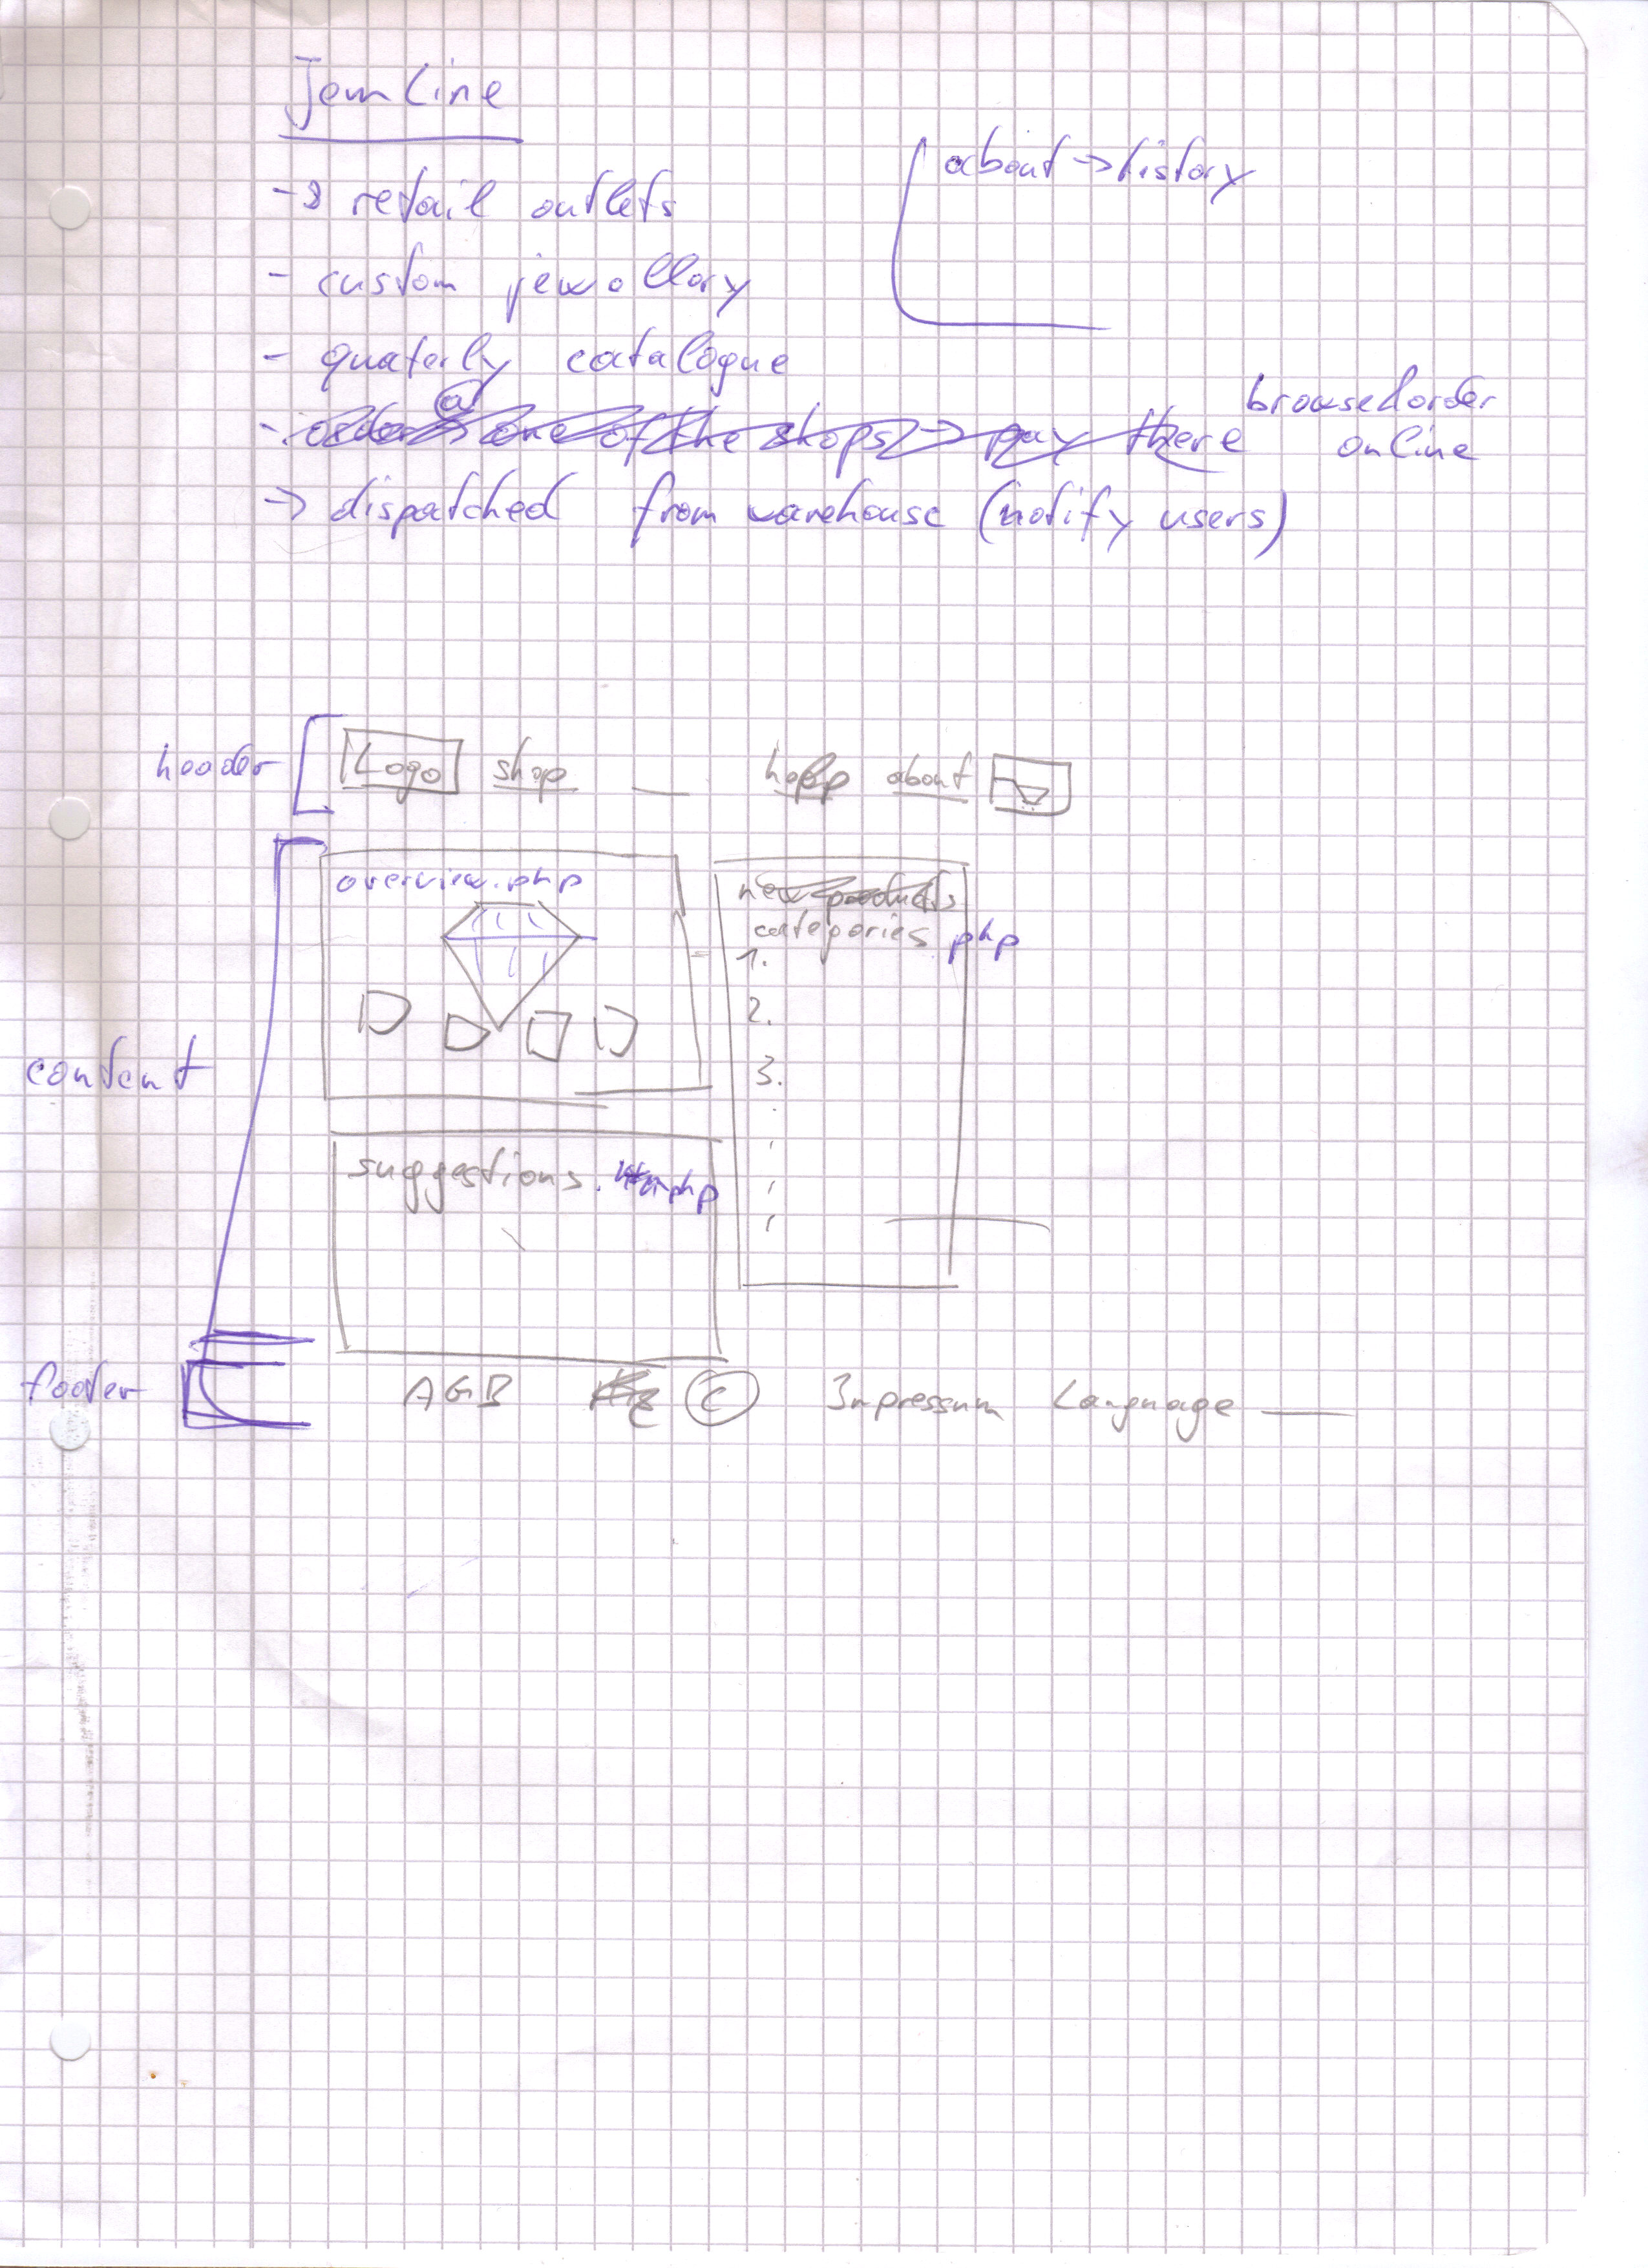 Jemline
about → history
-8 retail outlets
- custom jewellery
- quaterly catalogue
- order @ one of the shops → pay there
browse/order
online
→ dispatched from warehouse (notify users)
header
Logo shop help about
overview.php
new products
categories php
1.
2.
3.
content
suggestions. php
footer
AGB © Impressum Language